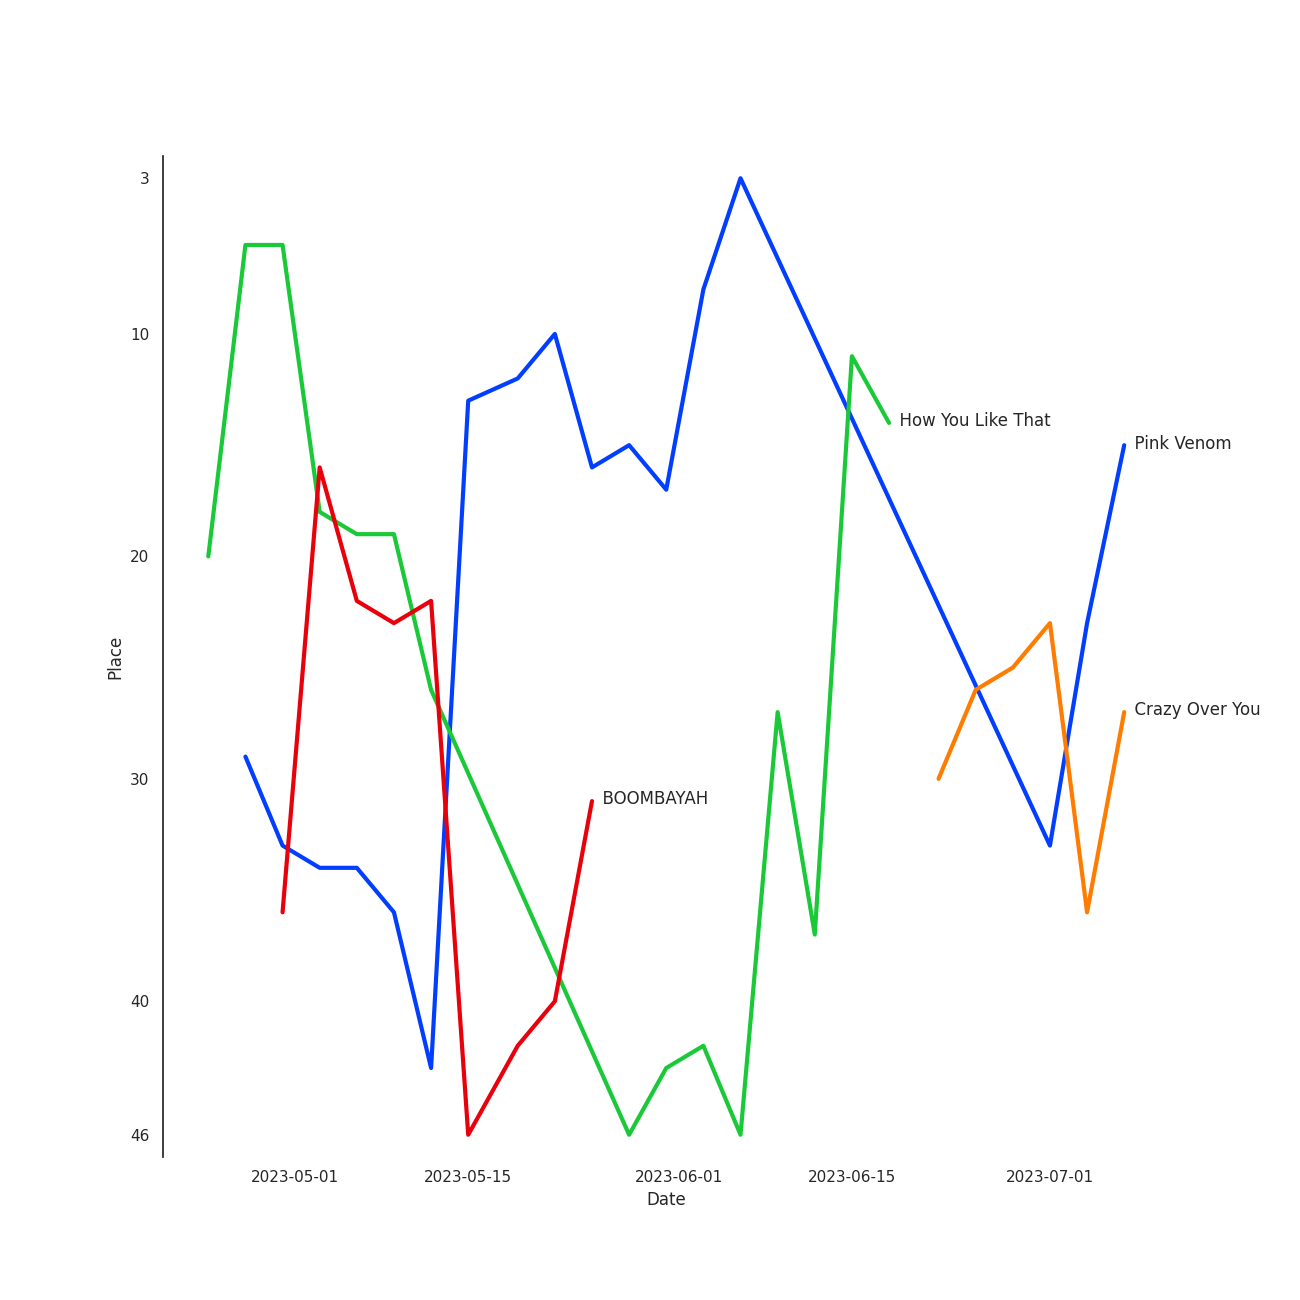 3
10
How You Like That
Pink Venom
20
Place
Crazy Over You
30
BOOMBAYAH
40
46
2023-05-01
2023-05-15
2023-06-01
2023-06-15
2023-07-01
Date